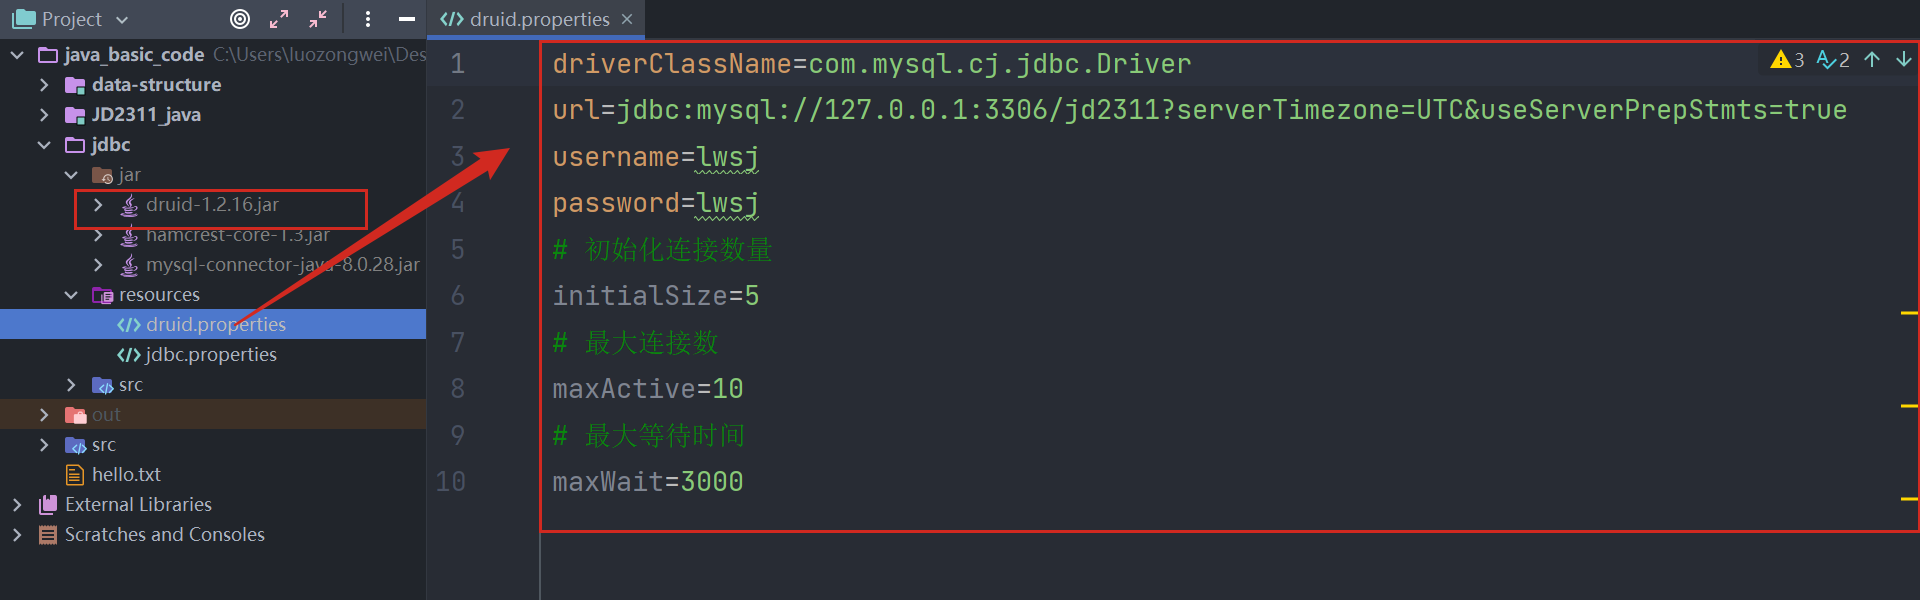 Project
java_basic_code C:\Users\luozongwei\Des
data-structure
JD2311_java
jdbc
jar
druid-1.2.16.jar
hamcrest-core-1.3.jar
mysql-connector-java-8.0.28.jar
resources
druid.properties
jdbc.properties
src
out
src
hello.txt
External Libraries
Scratches and Consoles
druid.properties
3 2
1 driverClassName=com.mysql.cj.jdbc.Driver
2 url=jdbc:mysql://127.0.0.1:3306/jd2311?serverTimezone=UTC&useServerPrepStmts=true
3 username=lwsj
4 password=lwsj
5 # 初始化连接数量
6 initialSize=5
7 # 最大连接数
8 maxActive=10
9 # 最大等待时间
10 maxWait=3000